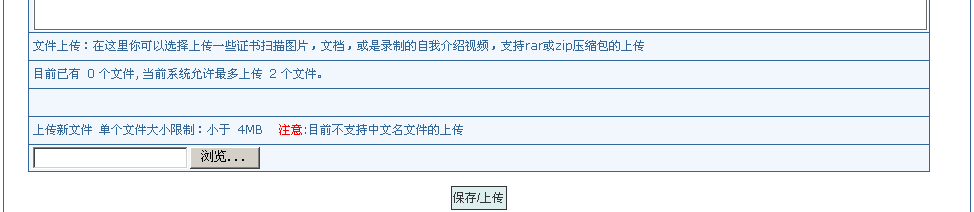 文件上传：在这里你可以选择上传一些证书扫描图片，文档，或是录制的自我介绍视频，支持rar或zip压缩包的上传
目前已有 0 个文件,当前系统允许最多上传 2 个文件。
上传新文件 单个文件大小限制：小于 4MB 注意:目前不支持中文名文件的上传
浏览...
保存/上传